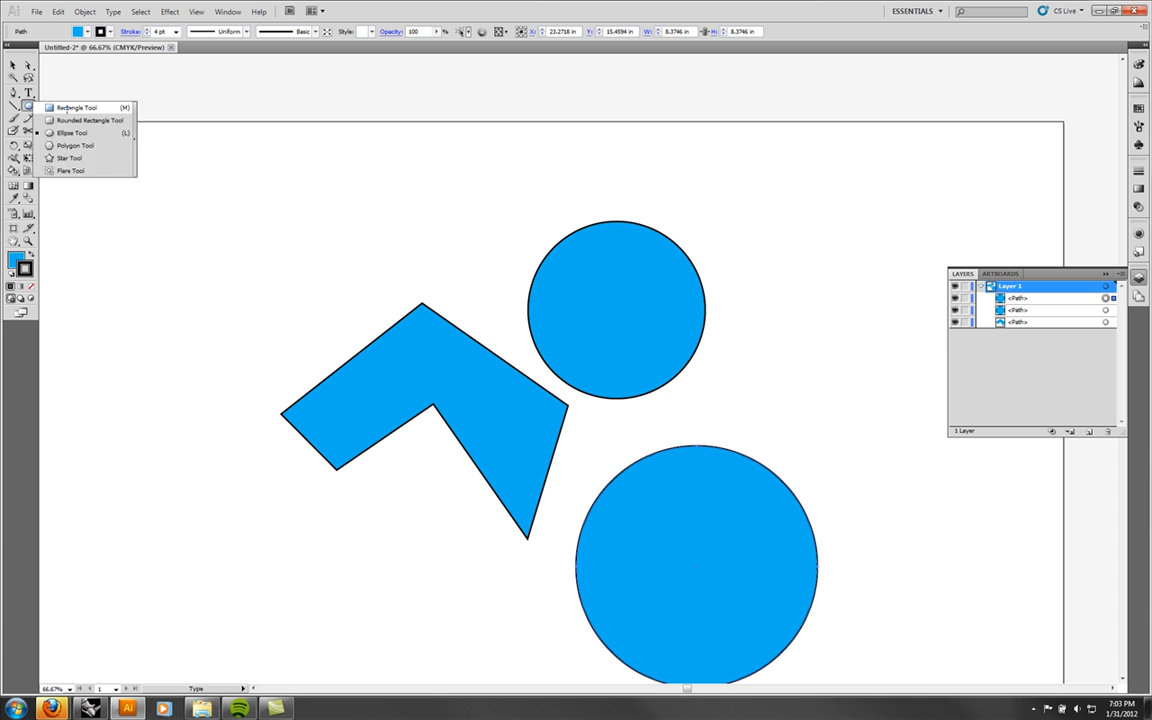 Ai File Edit Object Type Select Effect View Window Help Br ESSENTIALS CS Live
Path Stroke: 4 pt Uniform Basic Style: Opacity: 100 % X: 23.2718 in Y: 15.4594 in W: 8.3746 in H: 8.3746 in
Untitled-2* @ 66.67% (CMYK/Preview)
T
Rectangle Tool (M)
Rounded Rectangle Tool
Ellipse Tool (L)
Polygon Tool
Star Tool
Flare Tool
LAYERS ARTBOARDS
Layer 1
<Path>
<Path>
<Path>
1 Layer
66.67% 1 Type
Ai
7:03 PM
1/31/2012